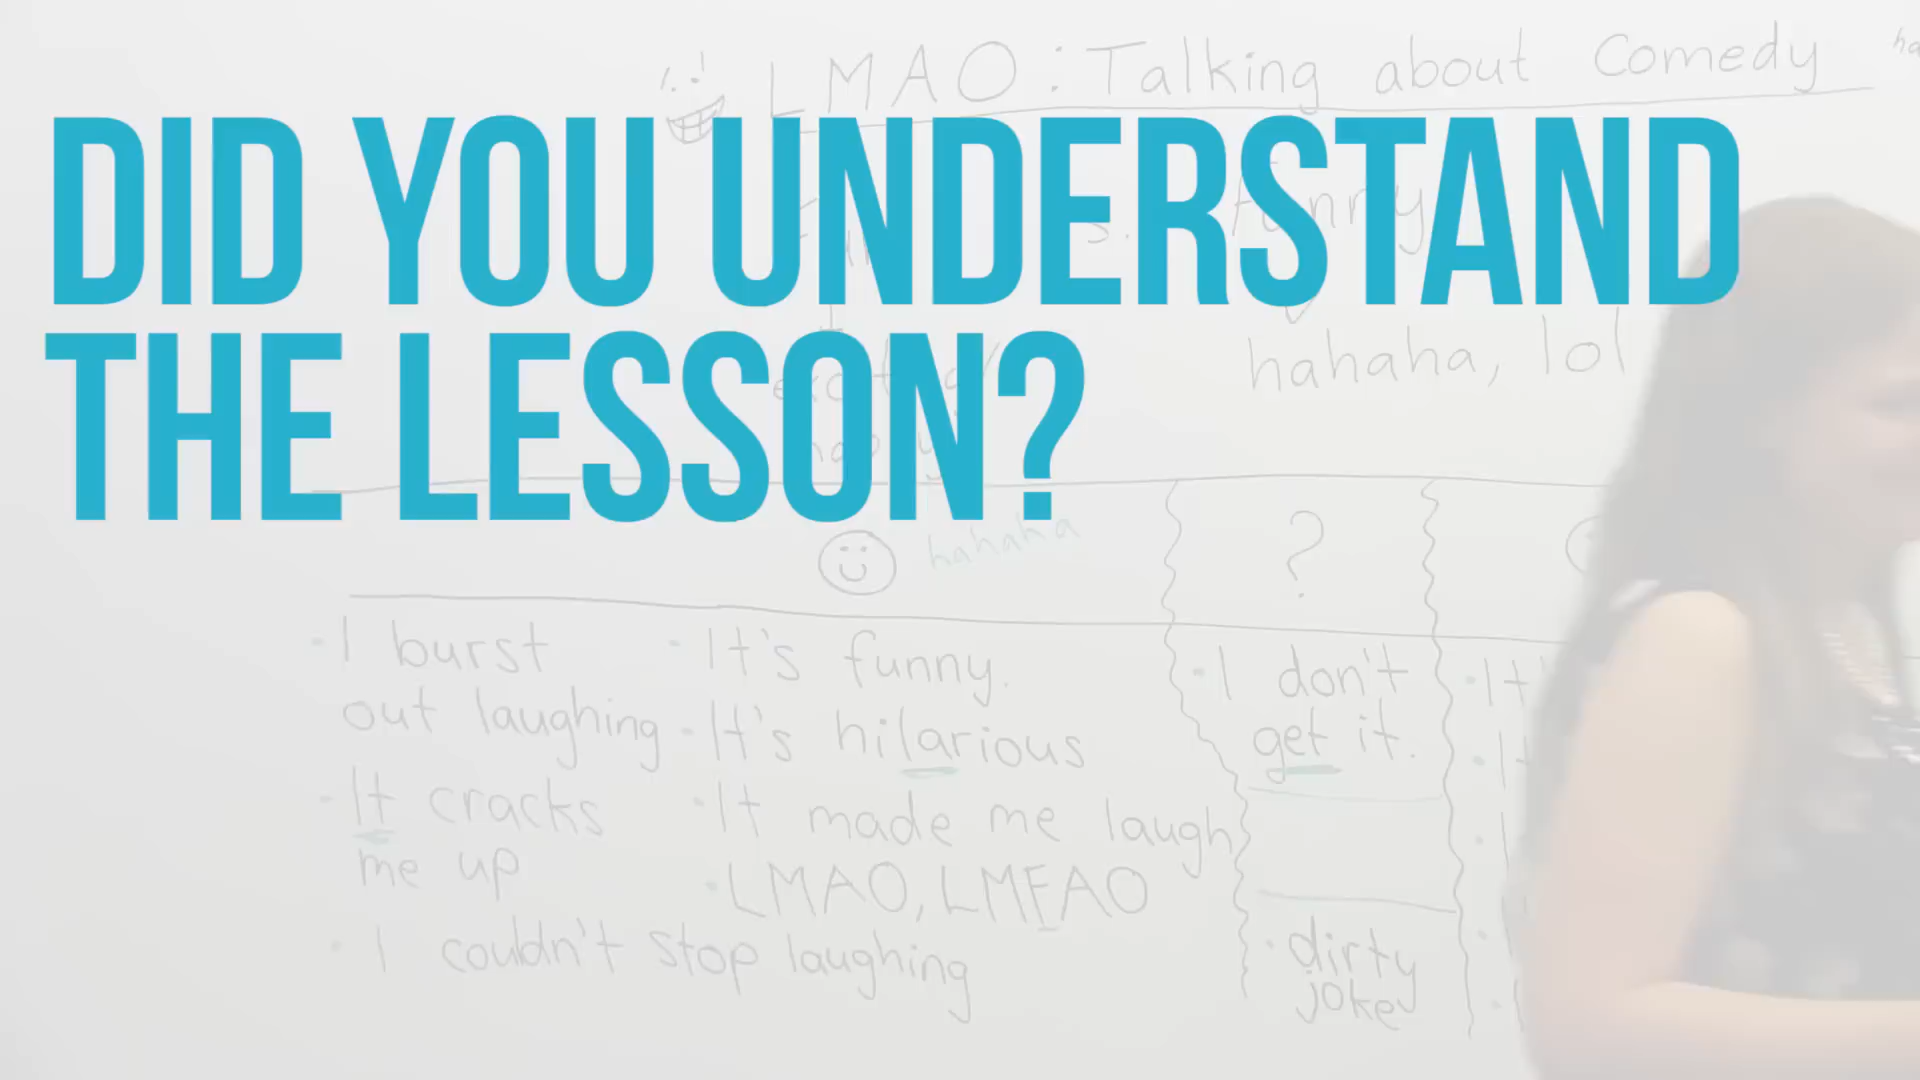 LMAO: Talking about Comedy
DID YOU UNDERSTAND
THE LESSON?
funny
hahaha, lol
hahaha
?
I burst
out laughing
It cracks
me up
I couldn't stop laughing
It's funny.
It's hilarious
It made me laugh
LMAO, LMFAO
I don't
get it.
dirty
joke